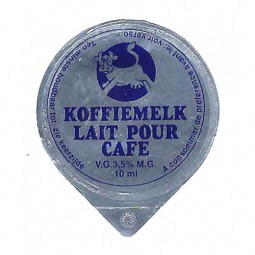 KOFFIEMELK
LAIT POUR
CAFE
V.G. 3,5% M.G.
10 ml
Ten minste houdbaar tot zie keerzijde
A consommer de préférence avant le: voir verso